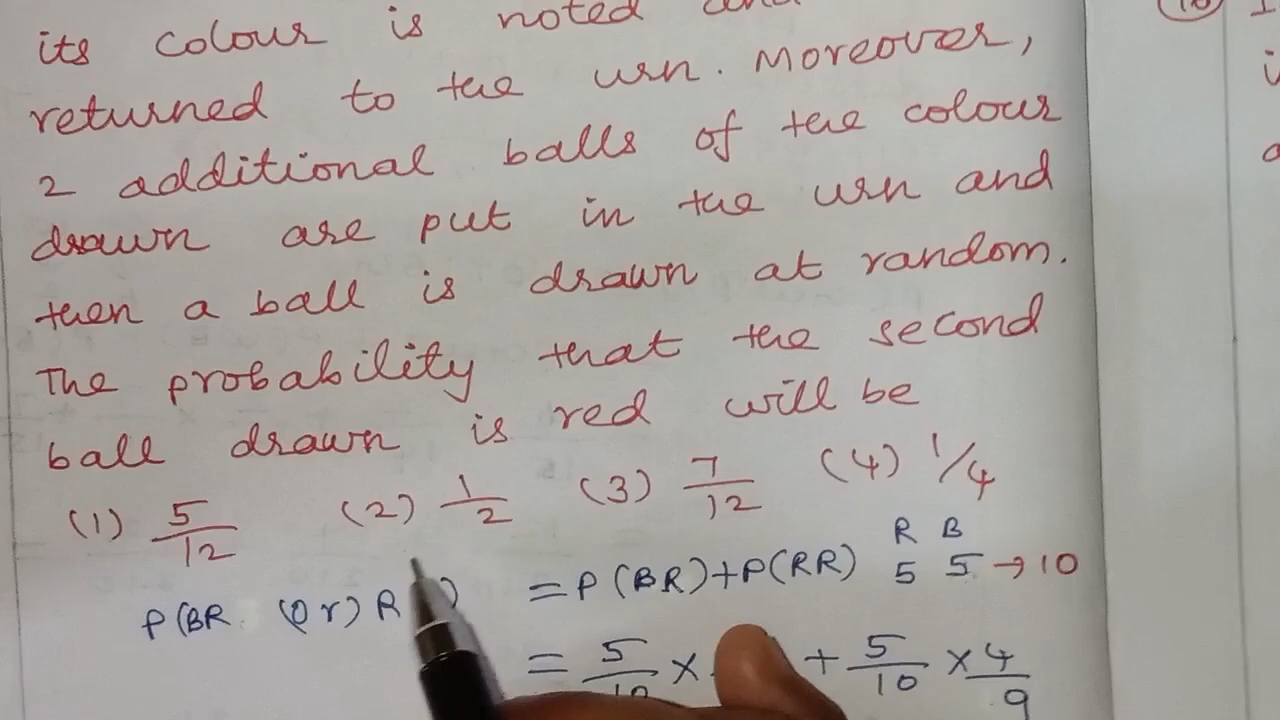 its colour is noted
returned to the urn. Moreover,
2 additional balls of the colour
drawn are put in the urn and
then a ball is drawn at random.
The probability that the second
ball drawn is red will be
(1) 5/12 (2) 1/2 (3) 7/12 (4) 1/4
R B
P(BR (Or) R ) = P(BR)+P(RR) 5 5 → 10
= 5/10 × + 5/10 × 4/9